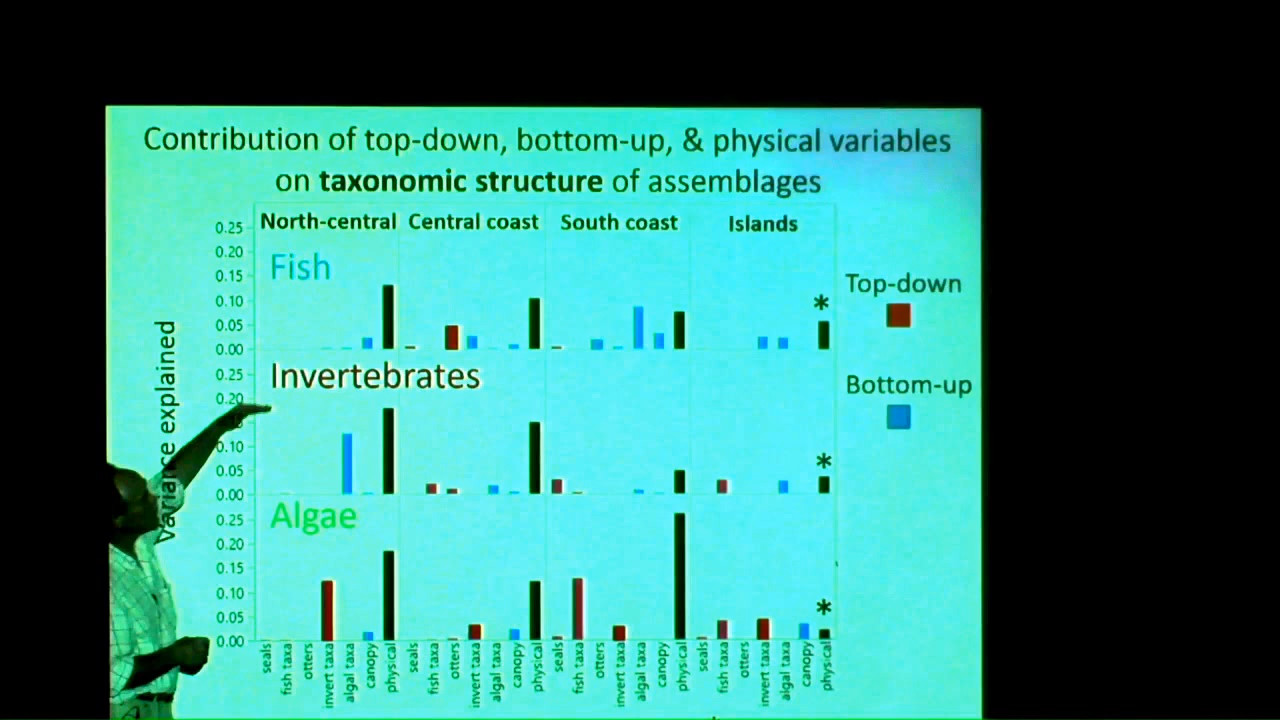 Contribution of top-down, bottom-up, & physical variables
on taxonomic structure of assemblages
North-central Central coast South coast Islands
Fish
0.25
0.20
0.15
0.10
0.05
0.00
Invertebrates
0.25
0.20
0.10
0.05
0.00
Algae
0.25
0.20
0.15
0.10
0.05
0.00
*
*
*
Variance explained
seals fish taxa otters invert taxa algal taxa canopy physical seals fish taxa otters invert taxa algal taxa canopy physical seals fish taxa otters invert taxa algal taxa canopy physical seals fish taxa otters invert taxa algal taxa canopy physical
Top-down
Bottom-up